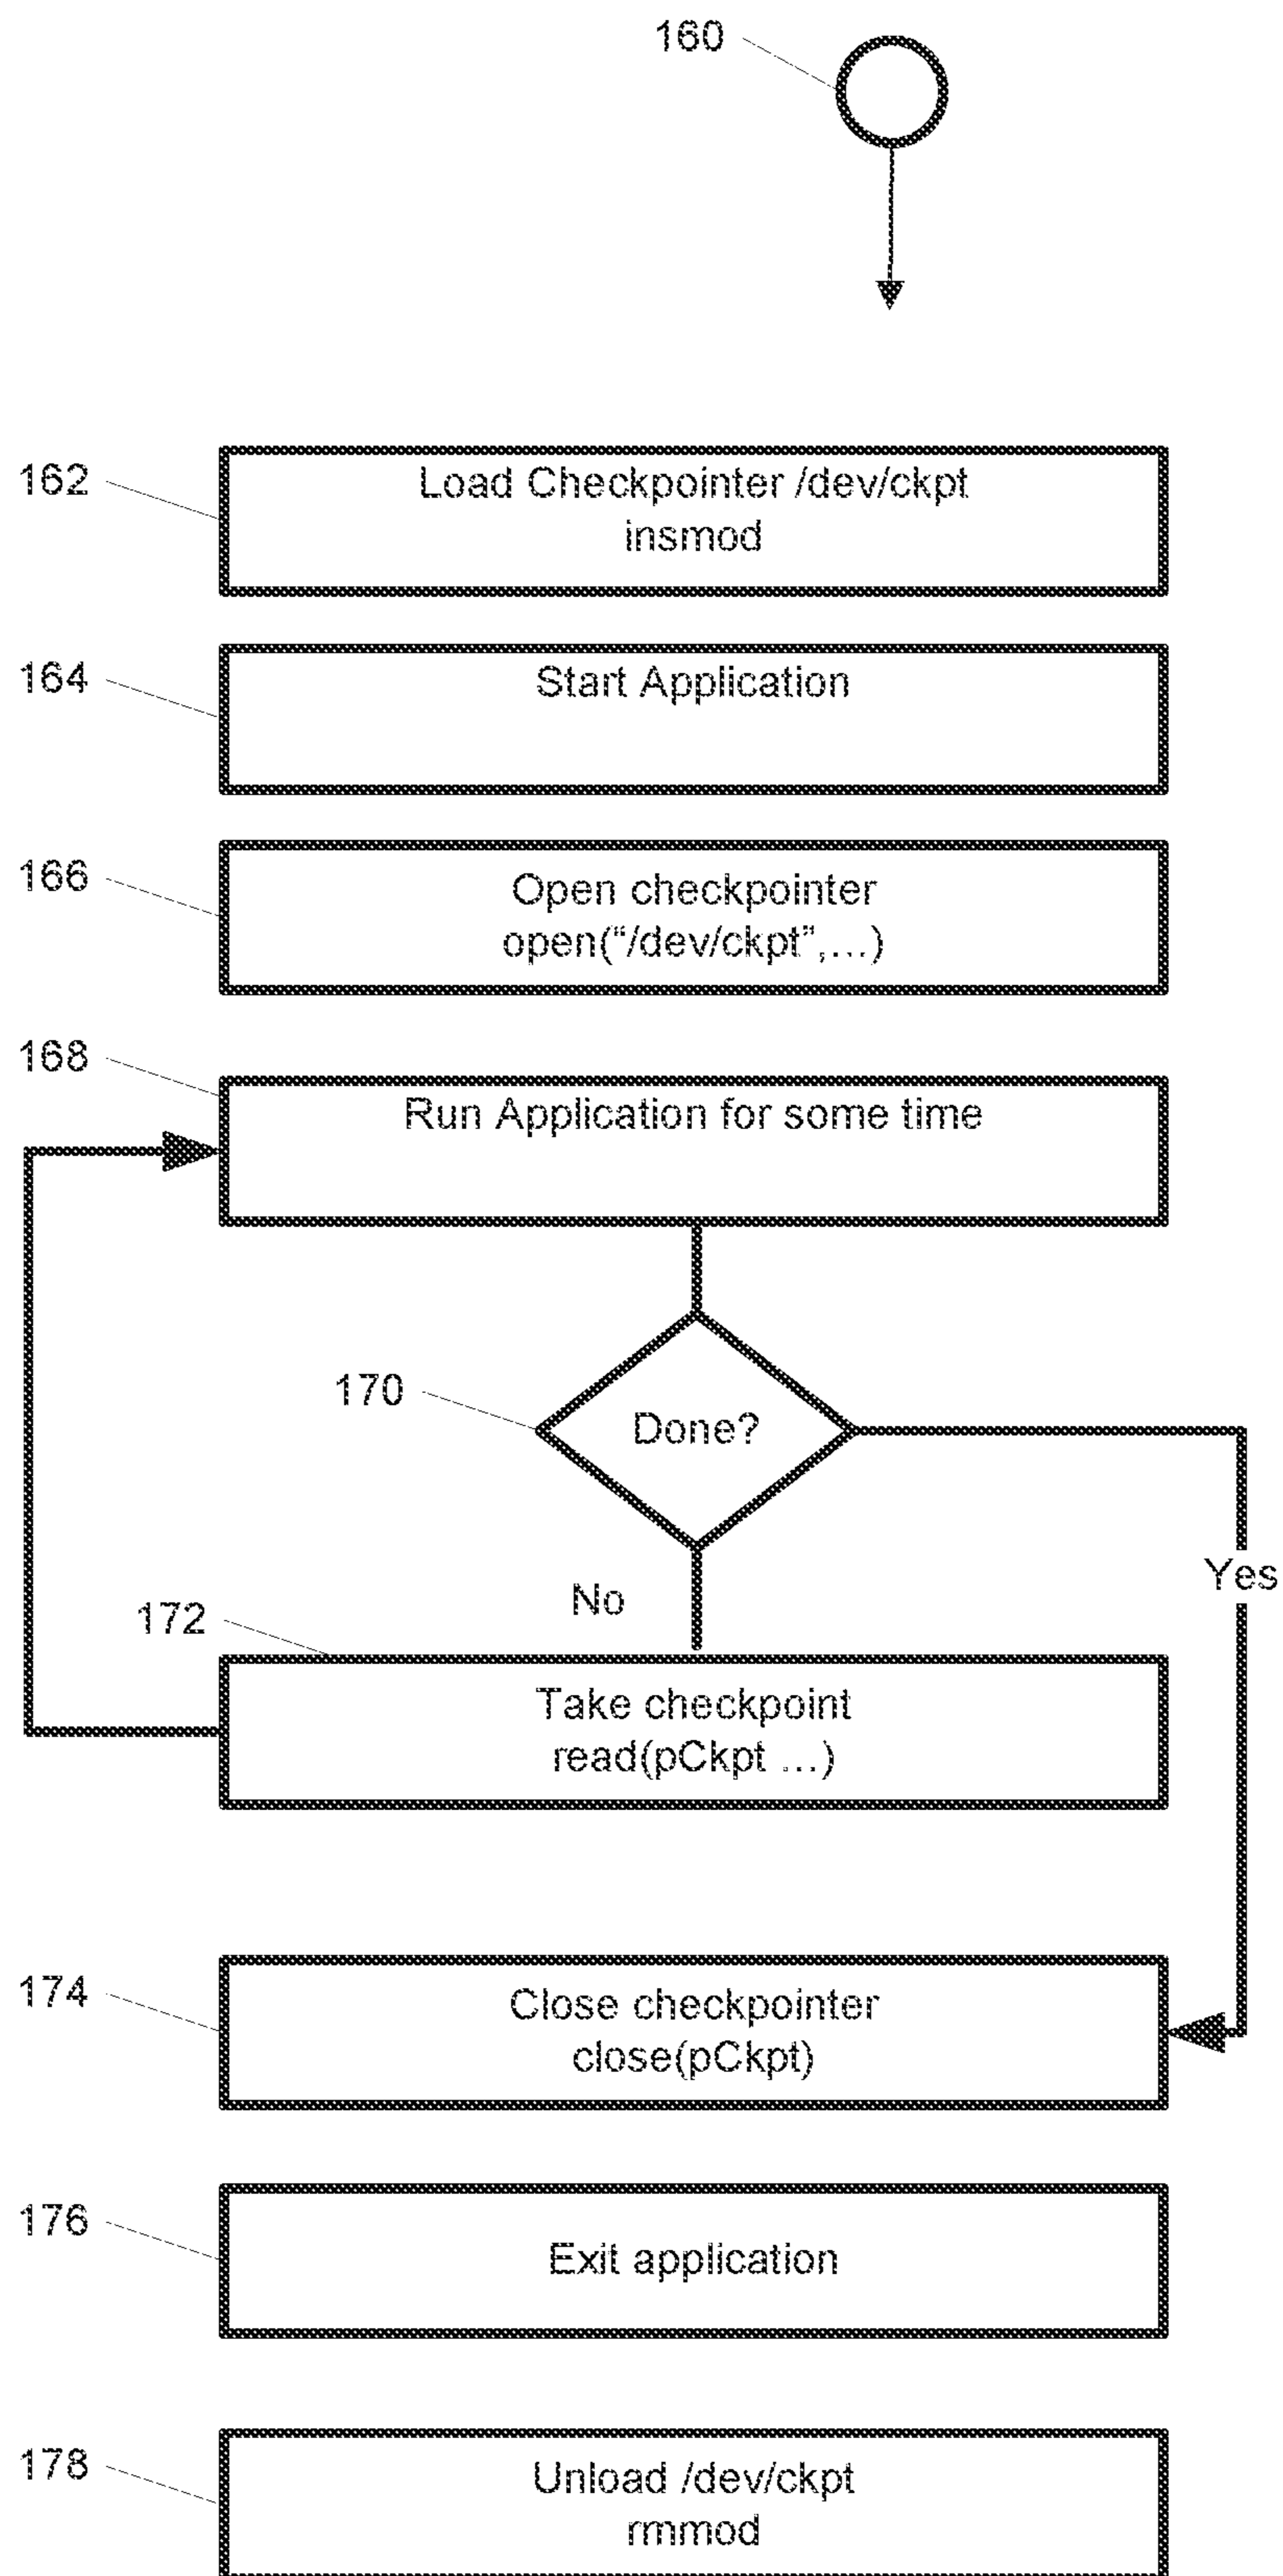 160
162
Load Checkpointer /dev/ckpt
insmod
164
Start Application
166
Open checkpointer
open(“/dev/ckpt”,…)
168
Run Application for some time
170
Done?
Yes
No
172
Take checkpoint
read(pCkpt …)
174
Close checkpointer
close(pCkpt)
176
Exit application
178
Unload /dev/ckpt
rmmod